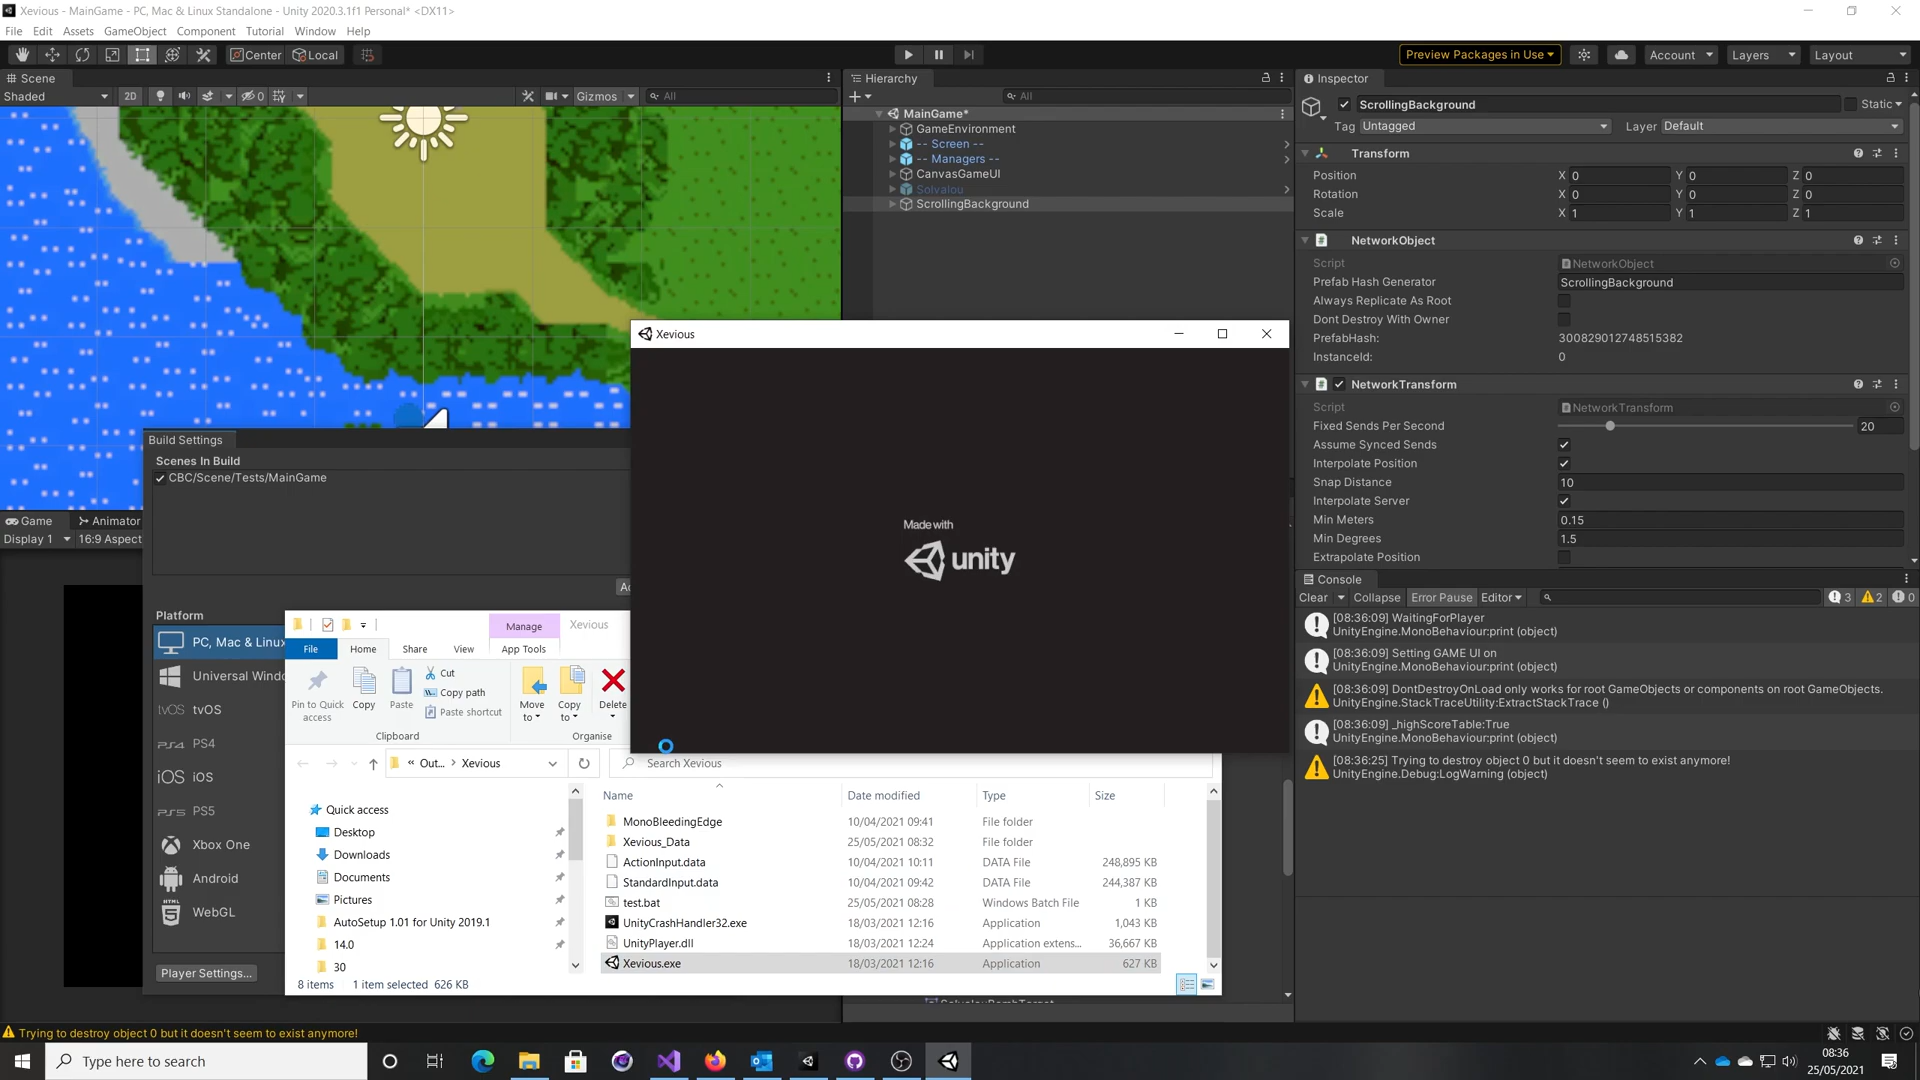 Xevious - MainGame - PC, Mac & Linux Standalone - Unity 2020.3.1f1 Personal* <DX11>
File Edit Assets GameObject Component Tutorial Window Help
Center Local
Preview Packages in Use
Account Layers Layout
Scene
Shaded 2D 0 Gizmos All
Hierarchy
All
MainGame*
GameEnvironment
-- Screen --
-- Managers --
CanvasGameUI
Solvalou
ScrollingBackground
Inspector
ScrollingBackground Static
Tag Untagged Layer Default
Transform
Position X 0 Y 0 Z 0
Rotation X 0 Y 0 Z 0
Scale X 1 Y 1 Z 1
NetworkObject
Script NetworkObject
Prefab Hash Generator ScrollingBackground
Always Replicate As Root
Dont Destroy With Owner
PrefabHash: 300829012748515382
InstanceId: 0
NetworkTransform
Script NetworkTransform
Fixed Sends Per Second 20
Assume Synced Sends
Interpolate Position
Snap Distance 10
Interpolate Server
Min Meters 0.15
Min Degrees 1.5
Extrapolate Position
Console
Clear Collapse Error Pause Editor 3 2 0
[08:36:09] WaitingForPlayer
UnityEngine.MonoBehaviour:print (object)
[08:36:09] Setting GAME UI on
UnityEngine.MonoBehaviour:print (object)
[08:36:09] DontDestroyOnLoad only works for root GameObjects or components on root GameObjects.
UnityEngine.StackTraceUtility:ExtractStackTrace ()
[08:36:09] _highScoreTable:True
UnityEngine.MonoBehaviour:print (object)
[08:36:25] Trying to destroy object 0 but it doesn't seem to exist anymore!
UnityEngine.Debug:LogWarning (object)
Xevious
Made with
unity
Build Settings
Scenes In Build
CBC/Scene/Tests/MainGame
Game Animator
Display 1 16:9 Aspect
Platform
PC, Mac & Linux
Universal Windo
tvOS tvOS
PS4 PS4
iOS iOS
PS5 PS5
Xbox One
Android
HTML WebGL
Player Settings...
Manage Xevious
File Home Share View App Tools
Pin to Quick access
Copy
Paste
Cut
Copy path
Paste shortcut
Move to
Copy to
Delete
Clipboard Organise
« Out... > Xevious Search Xevious
Quick access
Desktop
Downloads
Documents
Pictures
AutoSetup 1.01 for Unity 2019.1
14.0
30
Name Date modified Type Size
MonoBleedingEdge 10/04/2021 09:41 File folder
Xevious_Data 25/05/2021 08:32 File folder
ActionInput.data 10/04/2021 10:11 DATA File 248,895 KB
StandardInput.data 10/04/2021 09:42 DATA File 244,387 KB
test.bat 25/05/2021 08:28 Windows Batch File 1 KB
UnityCrashHandler32.exe 18/03/2021 12:16 Application 1,043 KB
UnityPlayer.dll 18/03/2021 12:24 Application extens... 36,667 KB
Xevious.exe 18/03/2021 12:16 Application 627 KB
8 items 1 item selected 626 KB
Trying to destroy object 0 but it doesn't seem to exist anymore!
Type here to search
08:36
25/05/2021